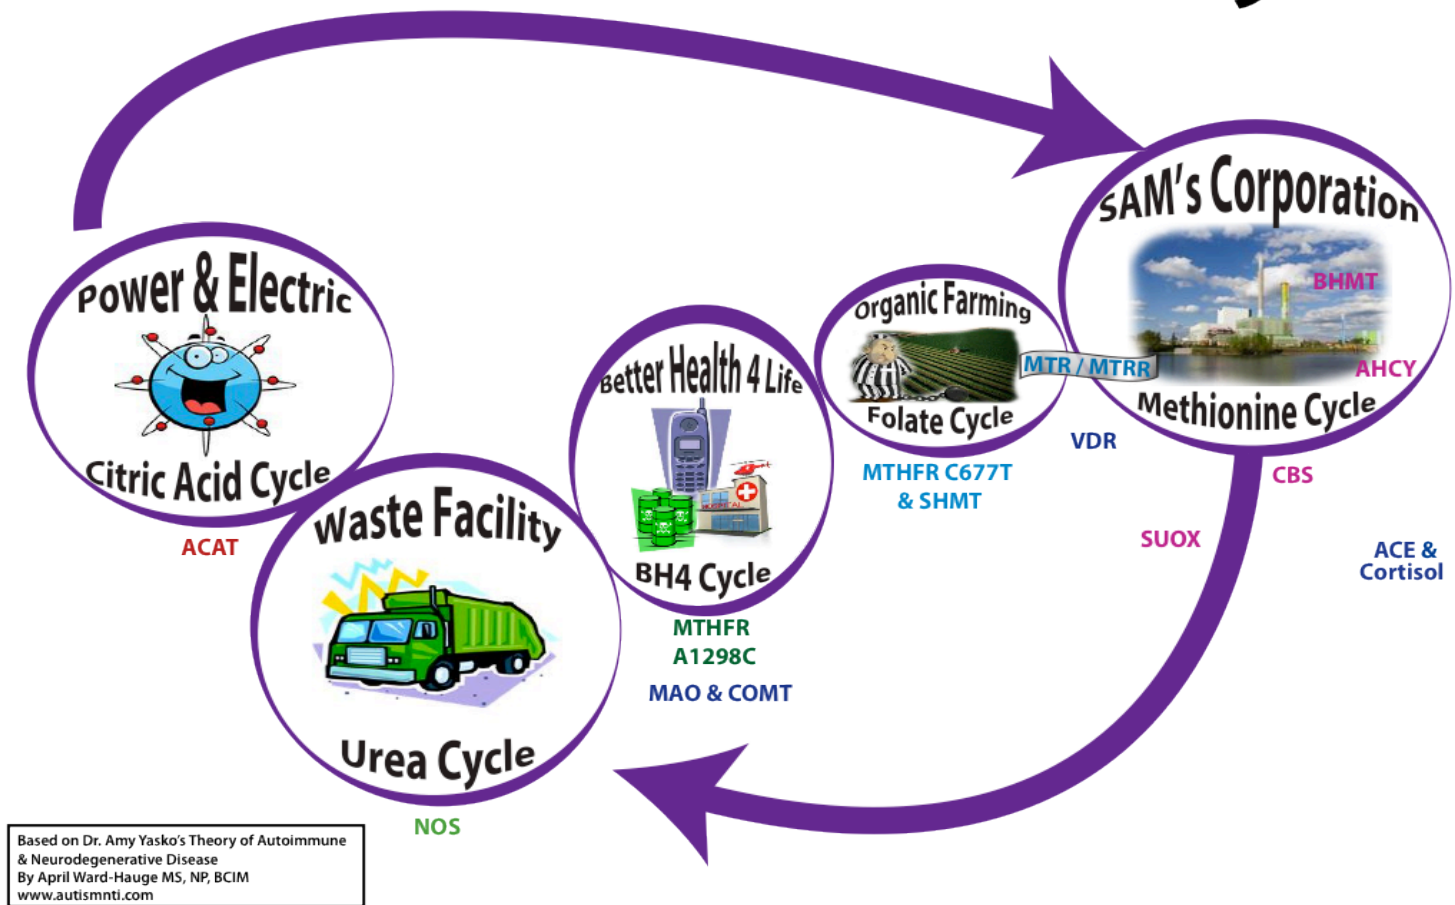 SAM's Corporation
BHMT
AHCY
Methionine Cycle
Power & Electric
Citric Acid Cycle
ACAT
Organic Farming
MTR / MTRR
Folate Cycle
MTHFR C677T
& SHMT
VDR
CBS
SUOX
ACE &
Cortisol
Better Health 4 Life
HOSPITAL
BH4 Cycle
MTHFR
A1298C
MAO & COMT
Waste Facility
Urea Cycle
NOS
Based on Dr. Amy Yasko's Theory of Autoimmune
& Neurodegenerative Disease
By April Ward-Hauge MS, NP, BCIM
www.autismnti.com